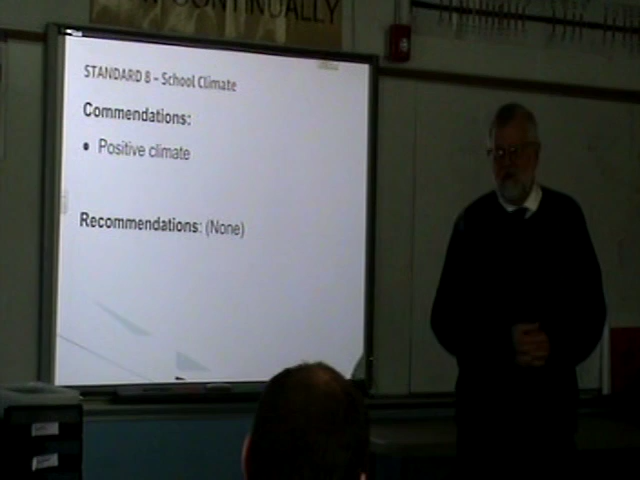 CONTINUALLY
STANDARD 8 – School Climate
Commendations:
• Positive climate
Recommendations: (None)